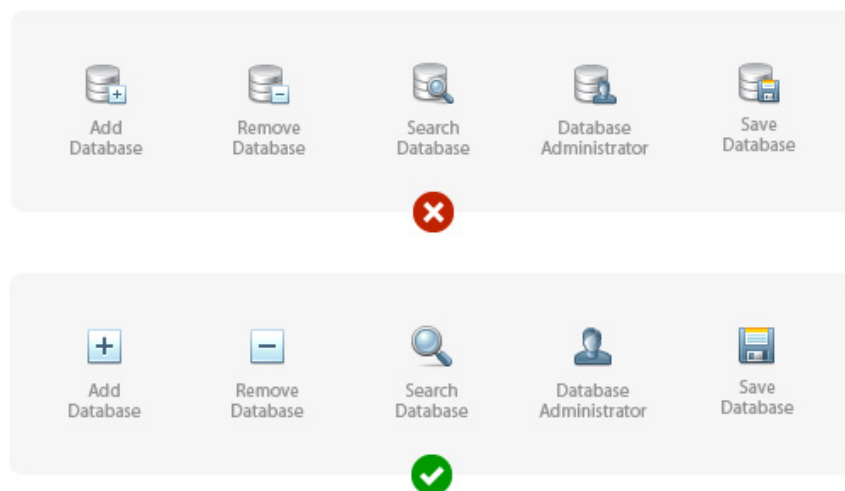 Add
Database
Remove
Database
Search
Database
Database
Administrator
Save
Database
Add
Database
Remove
Database
Search
Database
Database
Administrator
Save
Database